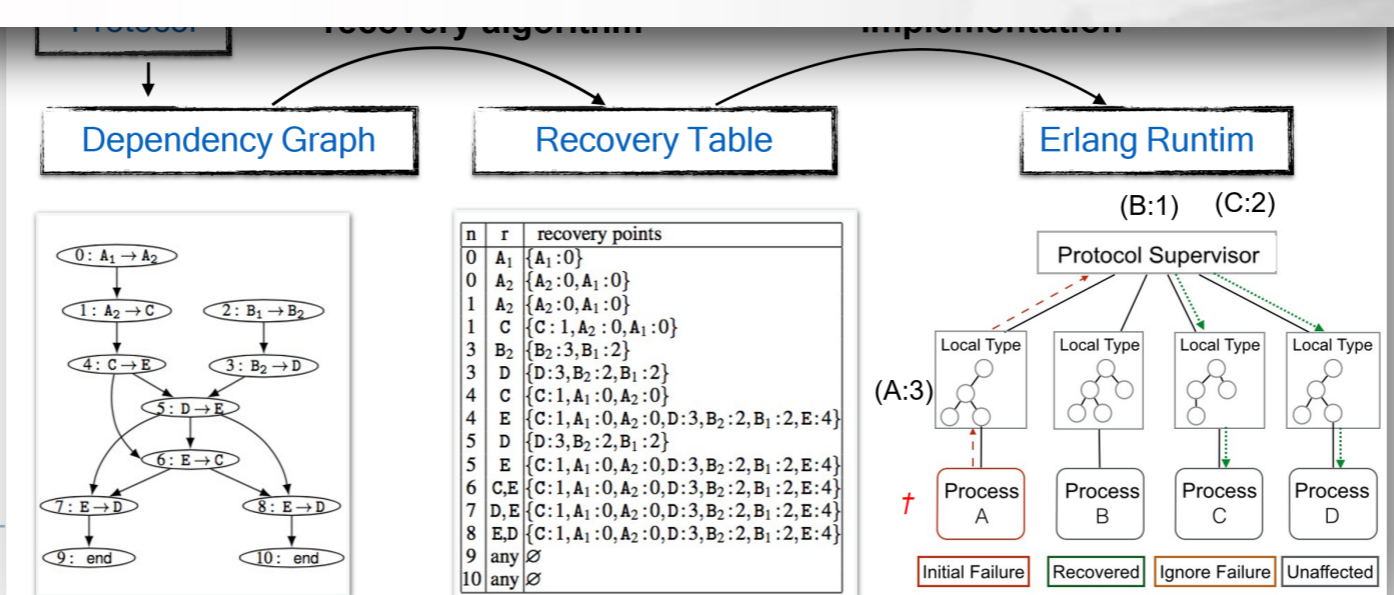 Protocol
recovery algorithm
implementation
Dependency Graph
Recovery Table
Erlang Runtim
0: A₁ → A₂
1: A₂ → C
2: B₁ → B₂
4: C → E
3: B₂ → D
5: D → E
6: E → C
7: E → D
8: E → D
9: end
10: end
n r recovery points
0 A₁ {A₁:0}
0 A₂ {A₂:0,A₁:0}
1 A₂ {A₂:0,A₁:0}
1 C {C:1,A₂:0,A₁:0}
3 B₂ {B₂:3,B₁:2}
3 D {D:3,B₂:2,B₁:2}
4 C {C:1,A₁:0,A₂:0}
4 E {C:1,A₁:0,A₂:0,D:3,B₂:2,B₁:2,E:4}
5 D {D:3,B₂:2,B₁:2}
5 E {C:1,A₁:0,A₂:0,D:3,B₂:2,B₁:2,E:4}
6 C,E {C:1,A₁:0,A₂:0,D:3,B₂:2,B₁:2,E:4}
7 D,E {C:1,A₁:0,A₂:0,D:3,B₂:2,B₁:2,E:4}
8 E,D {C:1,A₁:0,A₂:0,D:3,B₂:2,B₁:2,E:4}
9 any ∅
10 any ∅
(B:1) (C:2)
Protocol Supervisor
Local Type
Local Type
Local Type
Local Type
(A:3)
†
Process
A
Process
B
Process
C
Process
D
Initial Failure
Recovered
Ignore Failure
Unaffected